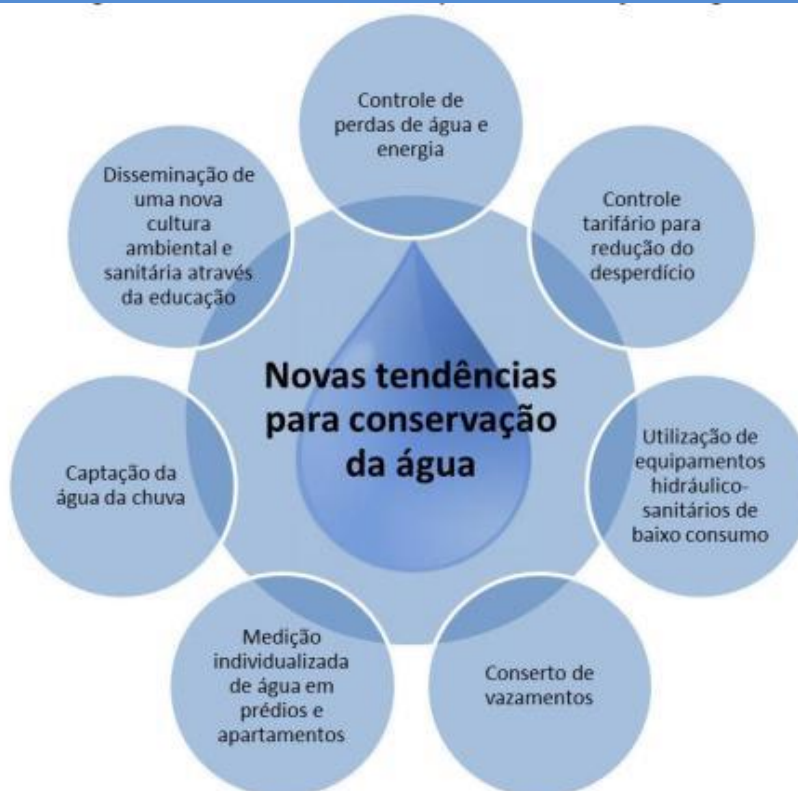 Controle de
perdas de água e
energia
Controle
tarifário para
redução do
desperdício
Utilização de
equipamentos
hidráulico-
sanitários de
baixo consumo
Conserto de
vazamentos
Medição
individualizada
de água em
prédios e
apartamentos
Captação da
água da chuva
Disseminação de
uma nova
cultura
ambiental e
sanitária através
da educação
Novas tendências
para conservação
da água